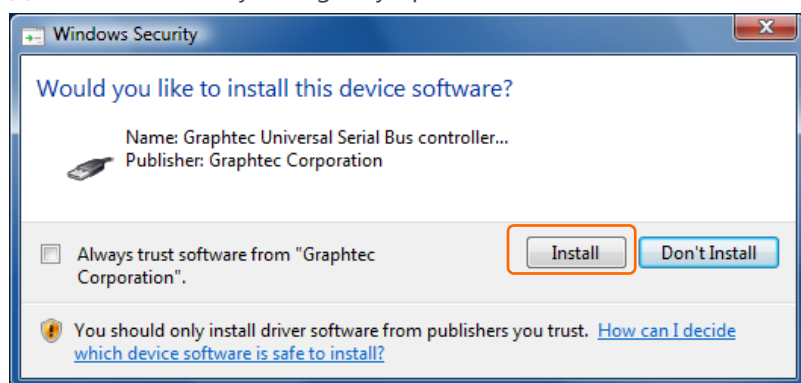 Windows Security
Would you like to install this device software?
Name: Graphtec Universal Serial Bus controller...
Publisher: Graphtec Corporation
Always trust software from "Graphtec
Corporation".
Install
Don't Install
You should only install driver software from publishers you trust. How can I decide
which device software is safe to install?